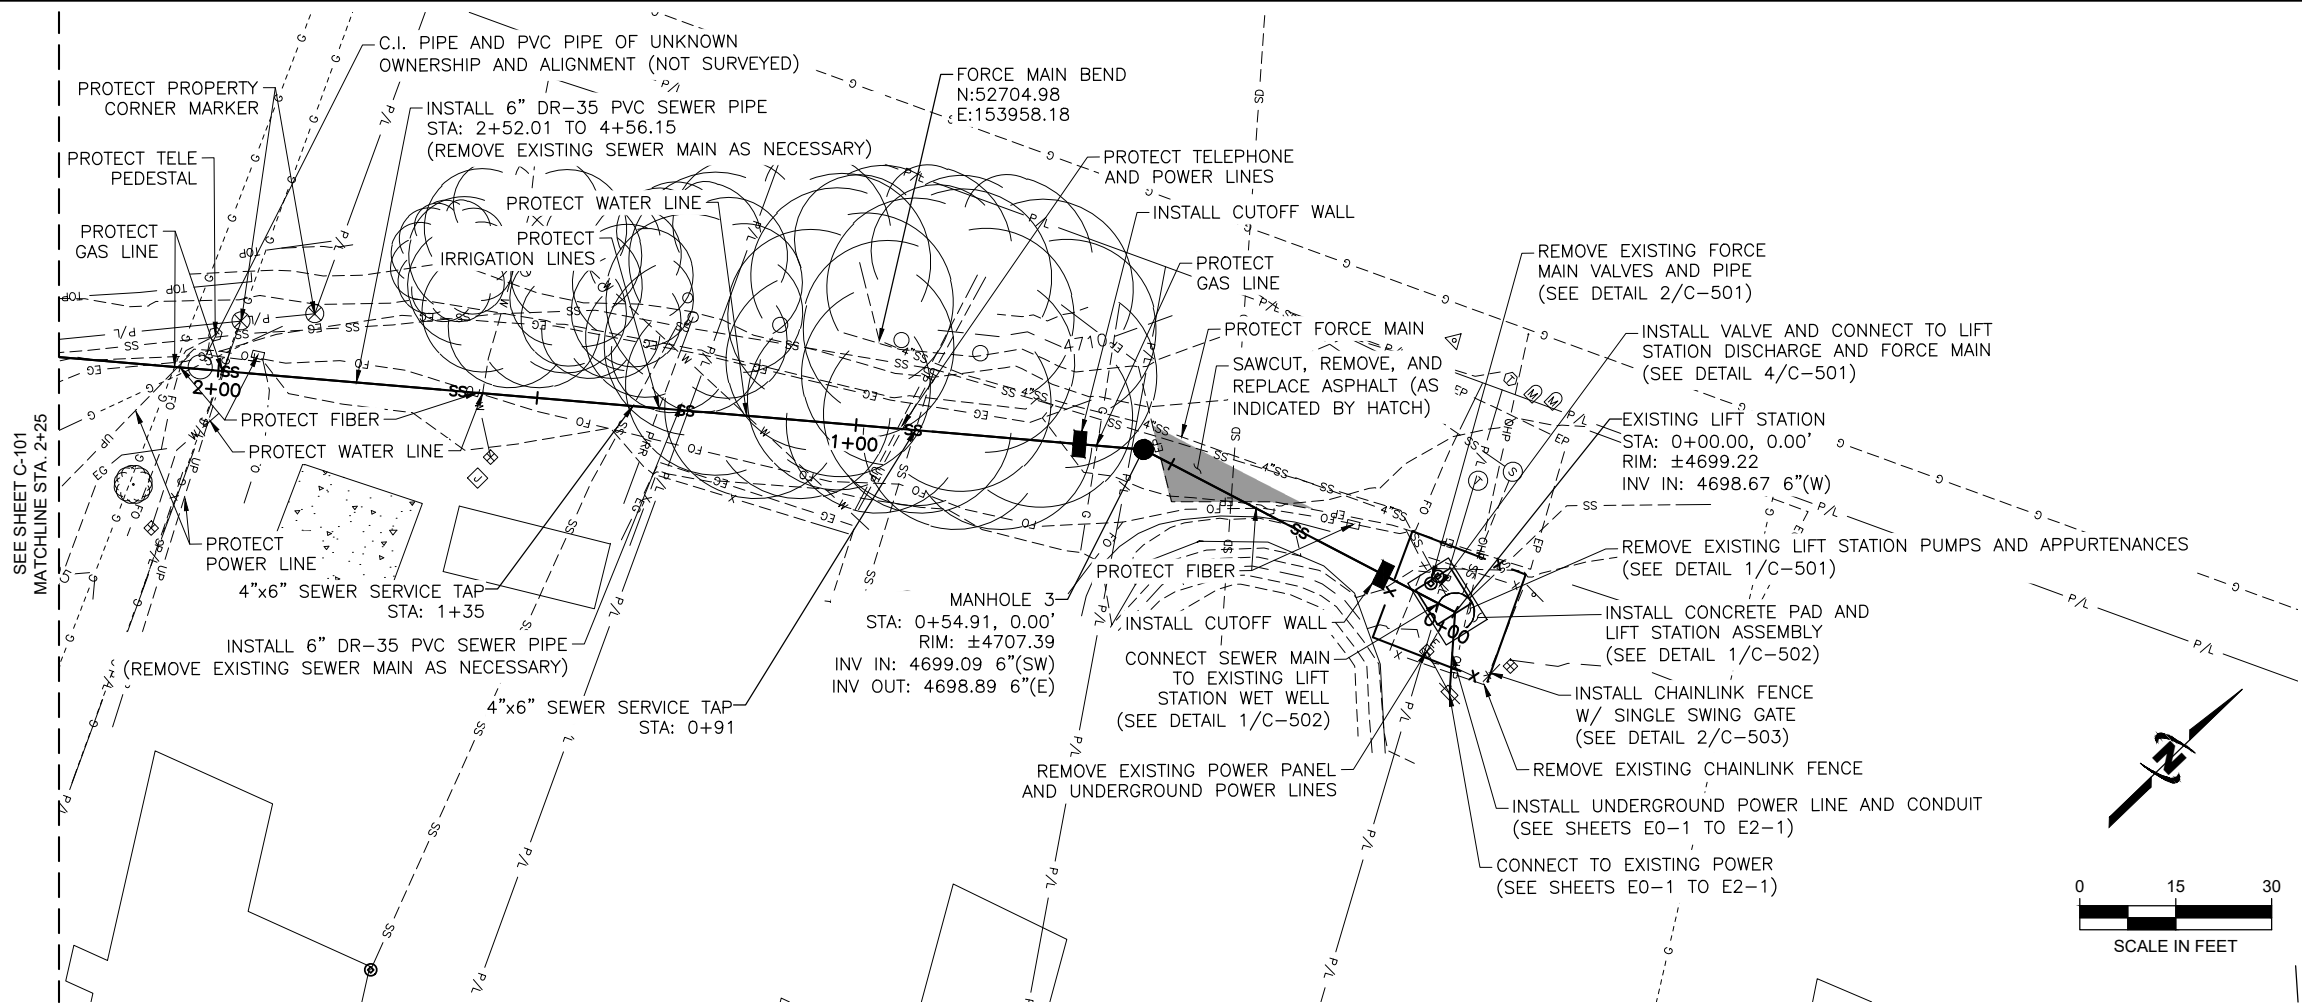 C.I. PIPE AND PVC PIPE OF UNKNOWN
OWNERSHIP AND ALIGNMENT (NOT SURVEYED)
PROTECT PROPERTY
CORNER MARKER
INSTALL 6" DR-35 PVC SEWER PIPE
STA: 2+52.01 TO 4+56.15
(REMOVE EXISTING SEWER MAIN AS NECESSARY)
FORCE MAIN BEND
N:52704.98
E:153958.18
PROTECT TELE
PEDESTAL
PROTECT TELEPHONE
AND POWER LINES
PROTECT WATER LINE
INSTALL CUTOFF WALL
PROTECT
GAS LINE
PROTECT
IRRIGATION LINES
PROTECT
GAS LINE
REMOVE EXISTING FORCE
MAIN VALVES AND PIPE
(SEE DETAIL 2/C-501)
PROTECT FORCE MAIN
INSTALL VALVE AND CONNECT TO LIFT
STATION DISCHARGE AND FORCE MAIN
(SEE DETAIL 4/C-501)
4710
SAWCUT, REMOVE, AND
REPLACE ASPHALT (AS
INDICATED BY HATCH)
2+00
1+00
0+00
PROTECT FIBER
PROTECT WATER LINE
EXISTING LIFT STATION
STA: 0+00.00, 0.00'
RIM: ±4699.22
INV IN: 4698.67 6"(W)
SEE SHEET C-101
MATCHLINE STA. 2+25
PROTECT
POWER LINE
REMOVE EXISTING LIFT STATION PUMPS AND APPURTENANCES
(SEE DETAIL 1/C-501)
4"x6" SEWER SERVICE TAP
STA: 1+35
PROTECT FIBER
MANHOLE 3
STA: 0+54.91, 0.00'
RIM: ±4707.39
INV IN: 4699.09 6"(SW)
INV OUT: 4698.89 6"(E)
INSTALL CUTOFF WALL
INSTALL CONCRETE PAD AND
LIFT STATION ASSEMBLY
(SEE DETAIL 1/C-502)
INSTALL 6" DR-35 PVC SEWER PIPE
(REMOVE EXISTING SEWER MAIN AS NECESSARY)
CONNECT SEWER MAIN
TO EXISTING LIFT
STATION WET WELL
(SEE DETAIL 1/C-502)
4"x6" SEWER SERVICE TAP
STA: 0+91
INSTALL CHAINLINK FENCE
W/ SINGLE SWING GATE
(SEE DETAIL 2/C-503)
REMOVE EXISTING POWER PANEL
AND UNDERGROUND POWER LINES
REMOVE EXISTING CHAINLINK FENCE
INSTALL UNDERGROUND POWER LINE AND CONDUIT
(SEE SHEETS E0-1 TO E2-1)
CONNECT TO EXISTING POWER
(SEE SHEETS E0-1 TO E2-1)
N
0 15 30
SCALE IN FEET